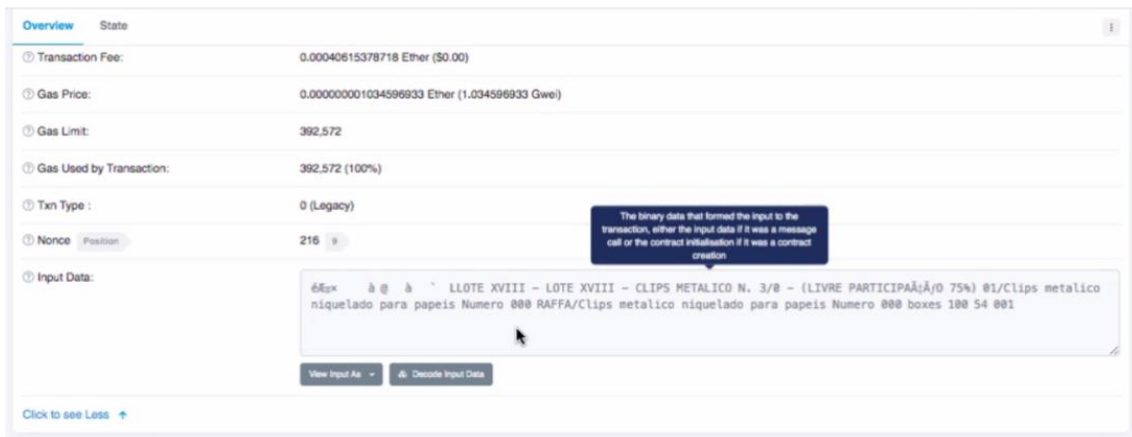 Overview State
Transaction Fee: 0.00040615378718 Ether ($0.00)
Gas Price: 0.000000001034596933 Ether (1.034596933 Gwei)
Gas Limit: 392,572
Gas Used by Transaction: 392,572 (100%)
Txn Type : 0 (Legacy)
The binary data that formed the input to the
transaction, either the input data if it was a message
call or the contract initialisation if it was a contract
creation
Nonce Position 216 9
Input Data:
à @ à ` LLOTE XVIII – LOTE XVIII – CLIPS METALICO N. 3/0 – (LIVRE 75%) 01/Clips metalico
niquelado para papeis Numero 000 RAFFA/Clips metalico niquelado para papeis Numero 000 boxes 100 54 001
View Input As Decode Input Data
Click to see Less ↑